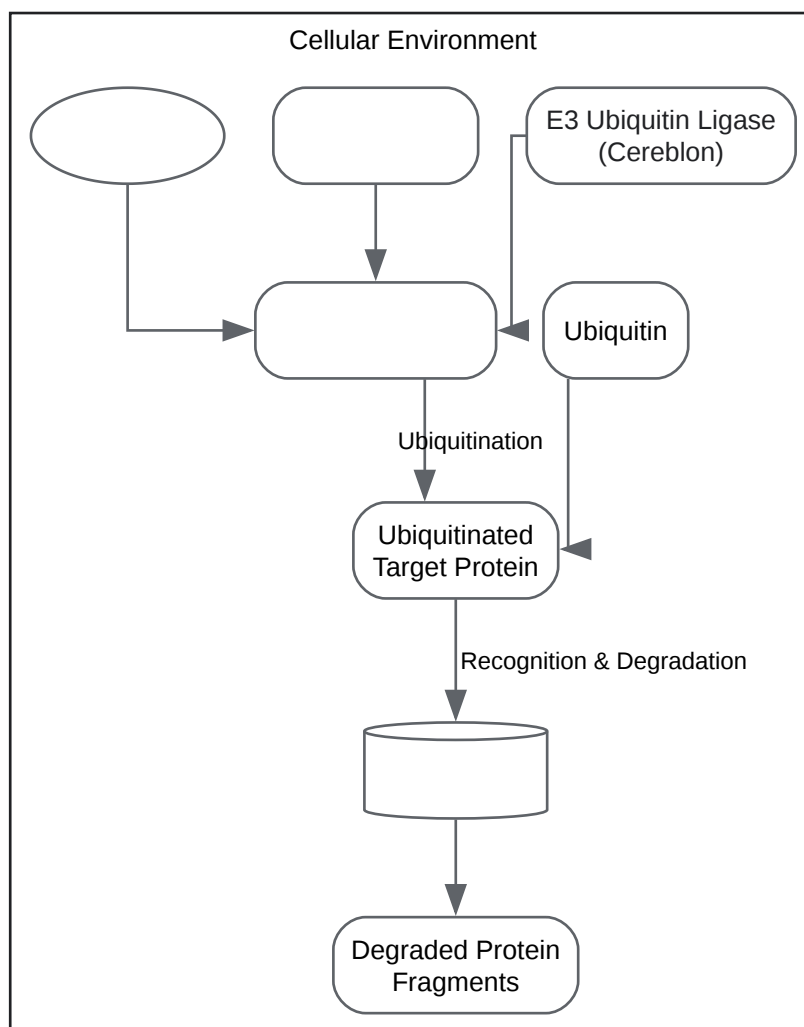 Cellular Environment
E3 Ubiquitin Ligase
(Cereblon)
Ubiquitin
Ubiquitination
Ubiquitinated
Target Protein
Recognition & Degradation
Degraded Protein
Fragments